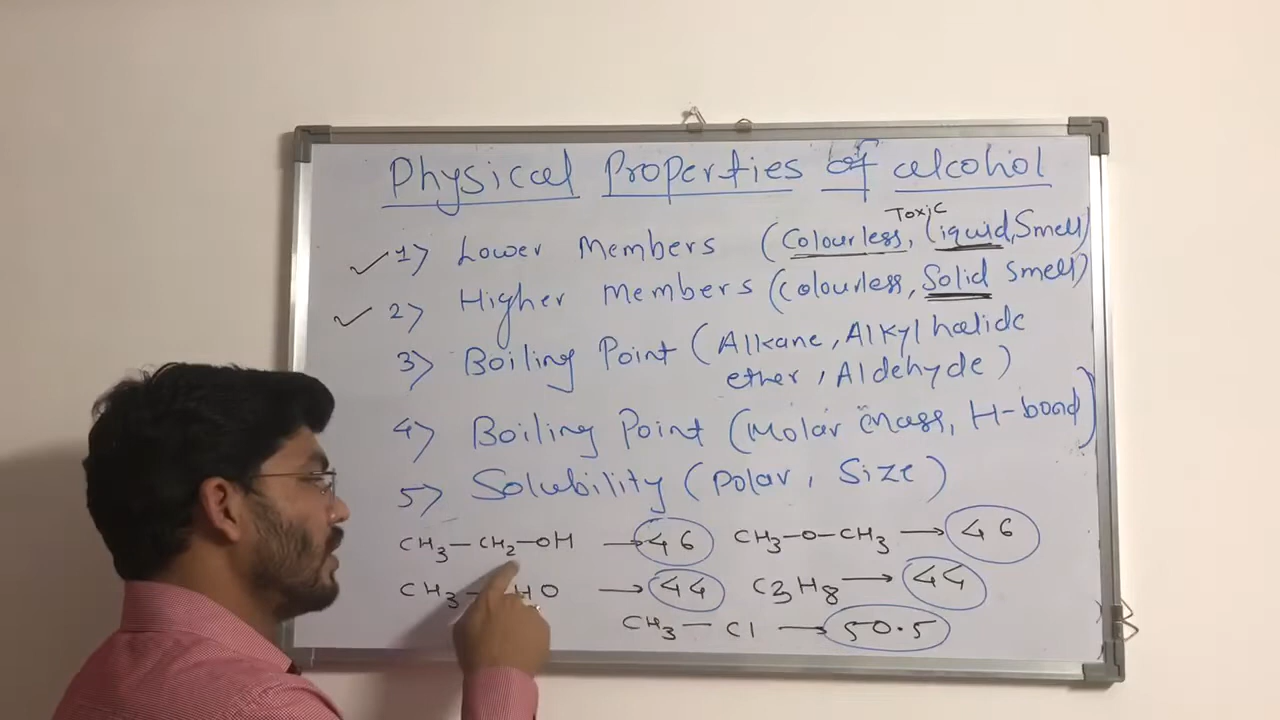 Physical Properties of alcohol
Toxic
1) Lower Members (Colourless, liquid, Smell)
2) Higher Members (Colourless, Solid Smell)
3) Boiling Point (Alkane, Alkyl halide
ether, Aldehyde)
4) Boiling Point (Molar mass, H-bond)
5) Solubility (Polar, Size)
CH3-CH2-OH → 46 CH3-O-CH3 → 46
CH3- HO → 44 C3H8 → 44
CH3-Cl → 50.5